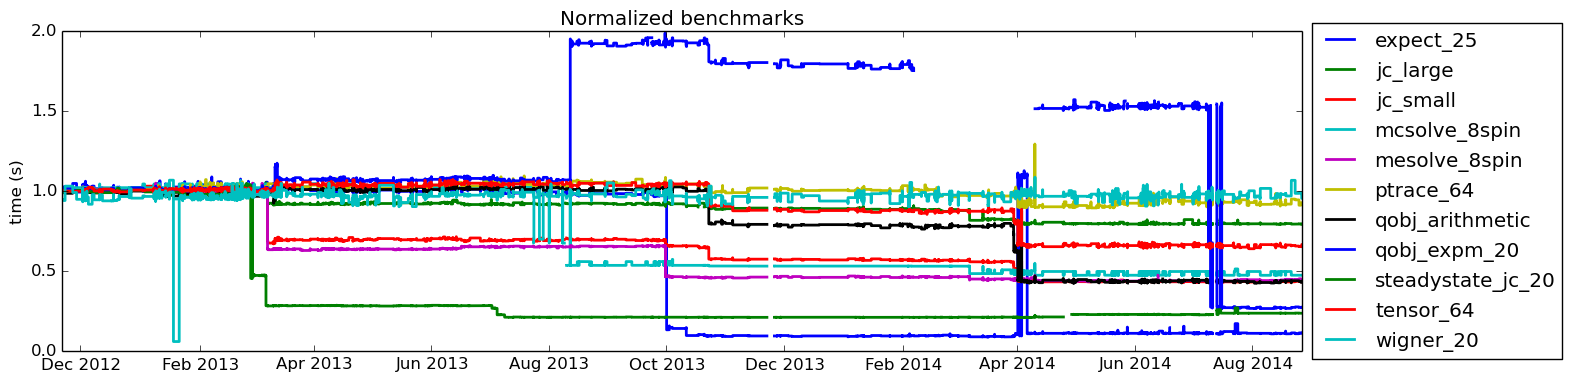 Normalized benchmarks
time (s)
2.0
1.5
1.0
0.5
0.0
Dec 2012 Feb 2013 Apr 2013 Jun 2013 Aug 2013 Oct 2013 Dec 2013 Feb 2014 Apr 2014 Jun 2014 Aug 2014
expect_25
jc_large
jc_small
mcsolve_8spin
mesolve_8spin
ptrace_64
qobj_arithmetic
qobj_expm_20
steadystate_jc_20
tensor_64
wigner_20